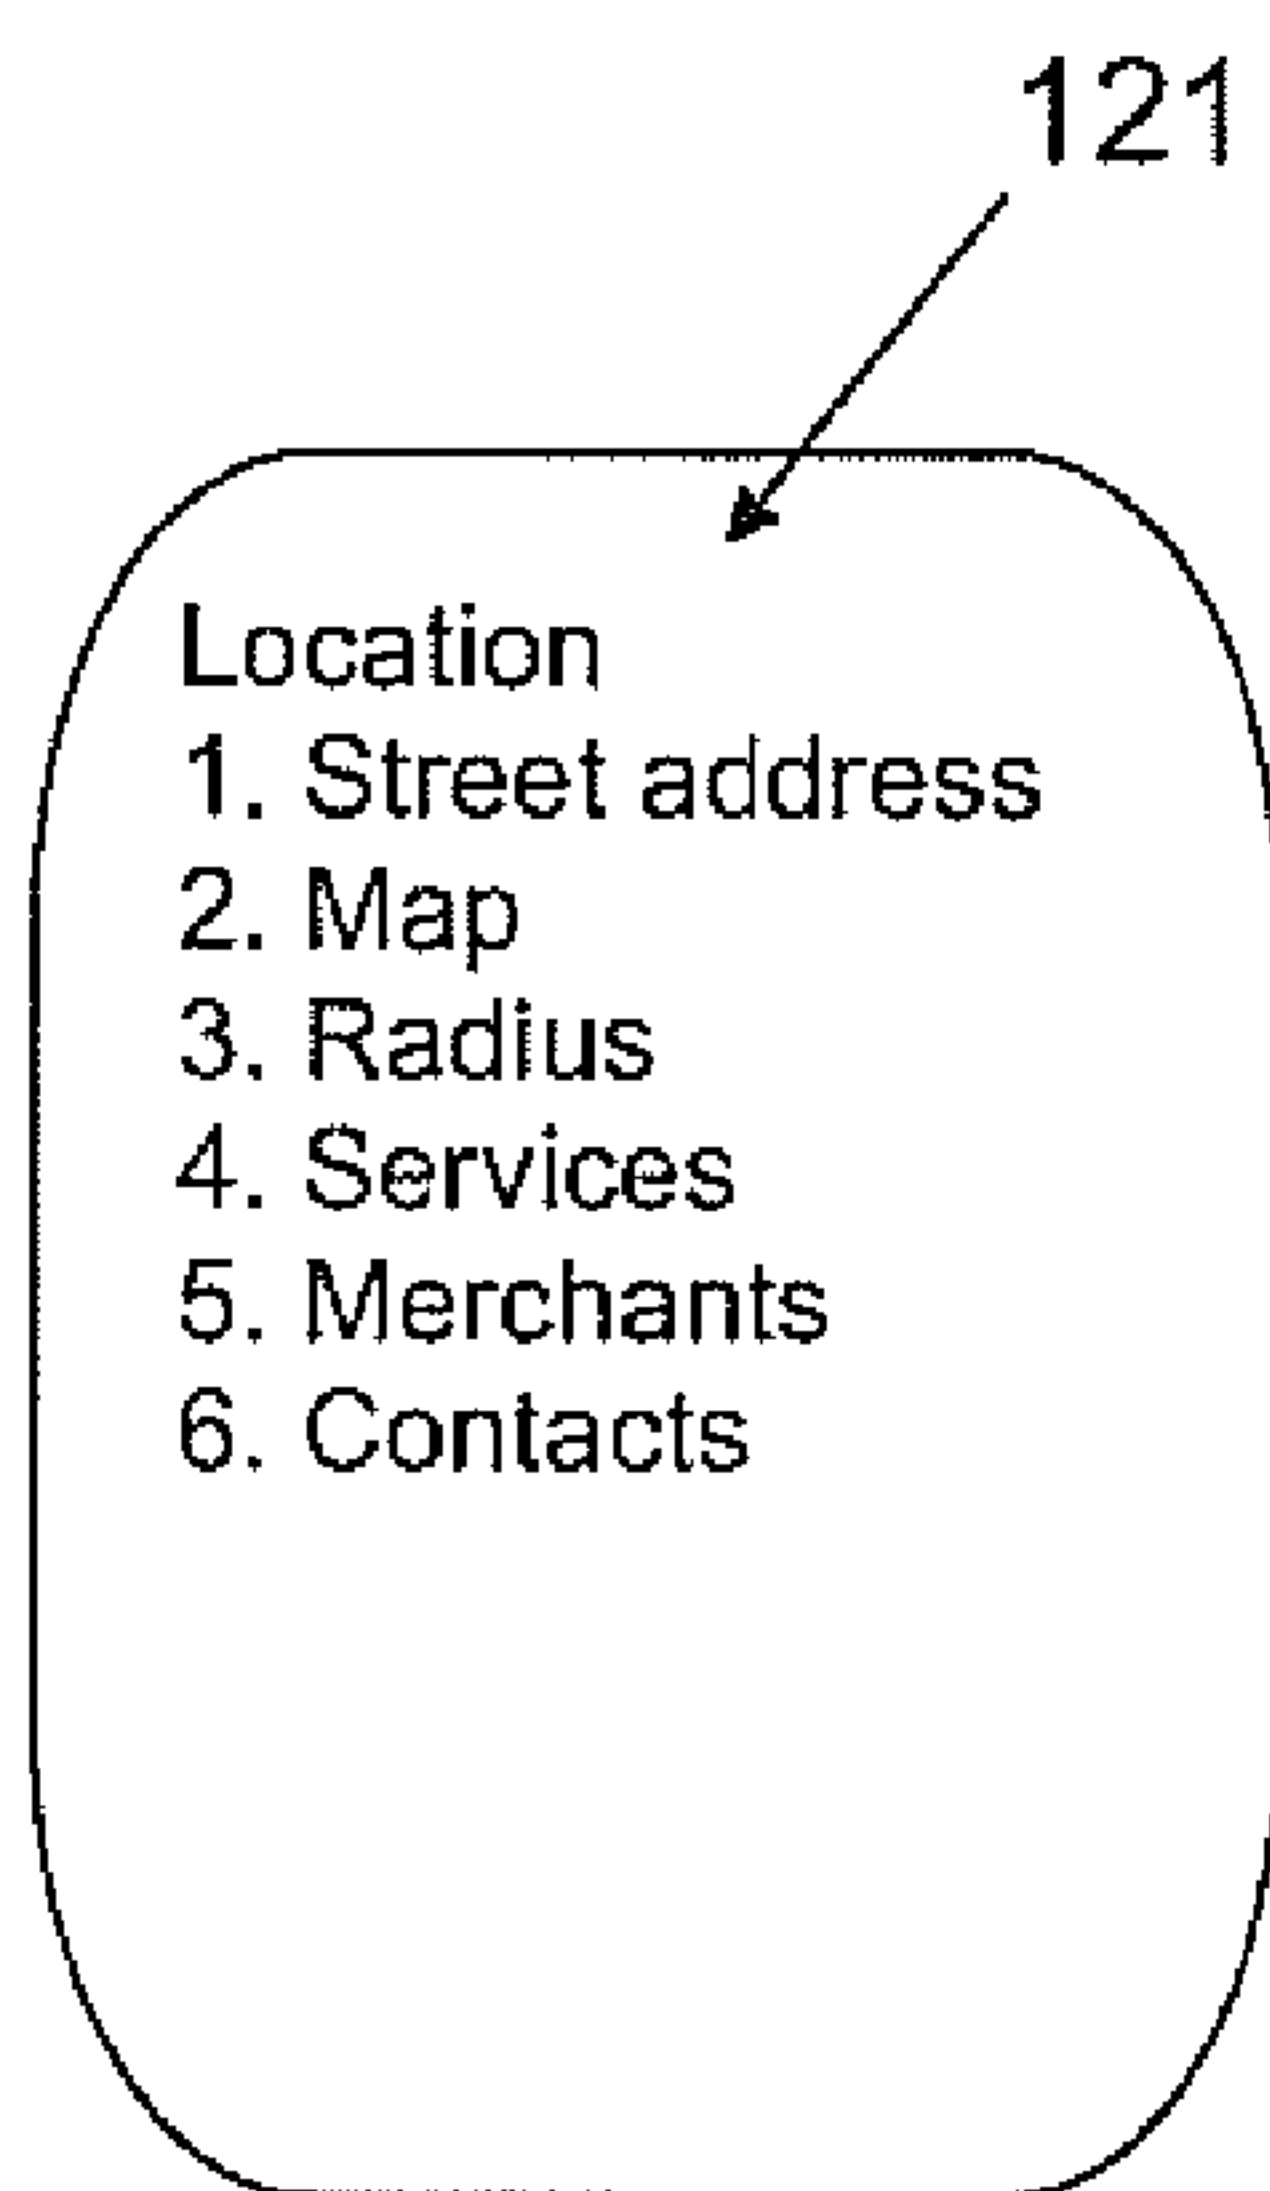 121
Location
1. Street address
2. Map
3. Radius
4. Services
5. Merchants
6. Contacts